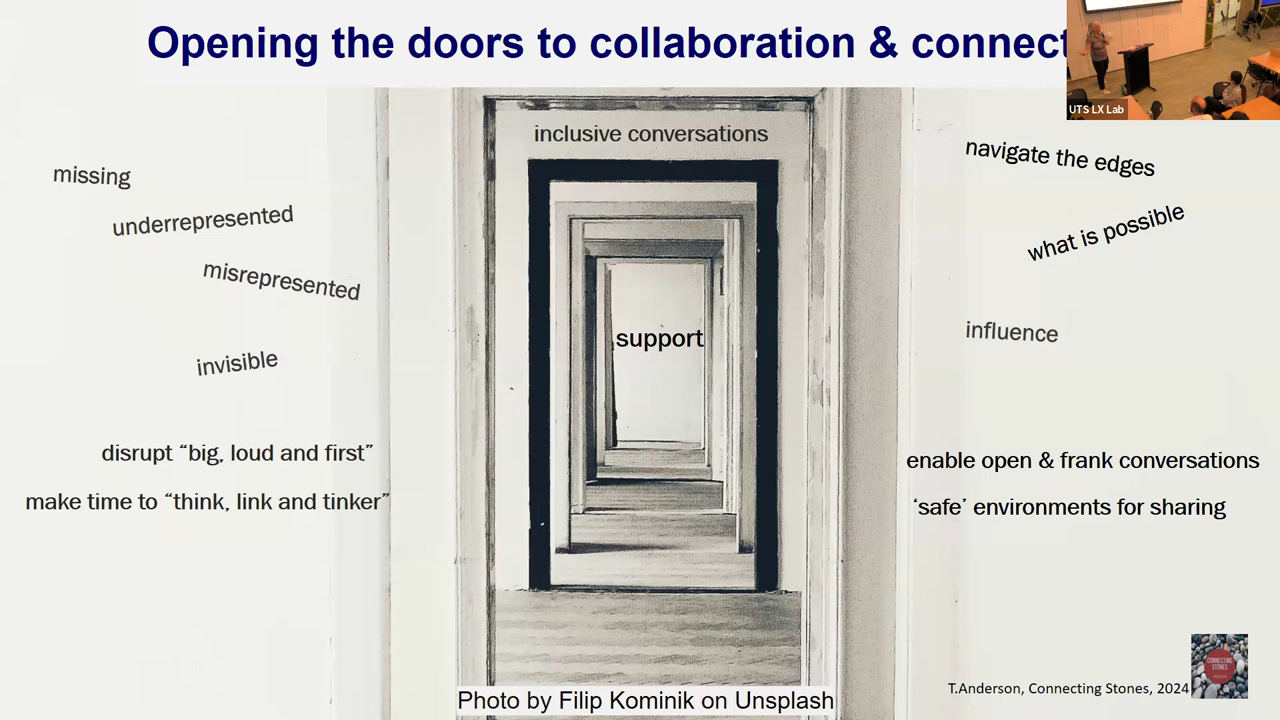 Opening the doors to collaboration & connect
UTS LX Lab
inclusive conversations
missing
underrepresented
misrepresented
invisible
disrupt “big, loud and first”
make time to “think, link and tinker”
support
navigate the edges
what is possible
influence
enable open & frank conversations
‘safe’ environments for sharing
Photo by Filip Kominik on Unsplash
T.Anderson, Connecting Stones, 2024
CONNECTING
STONES